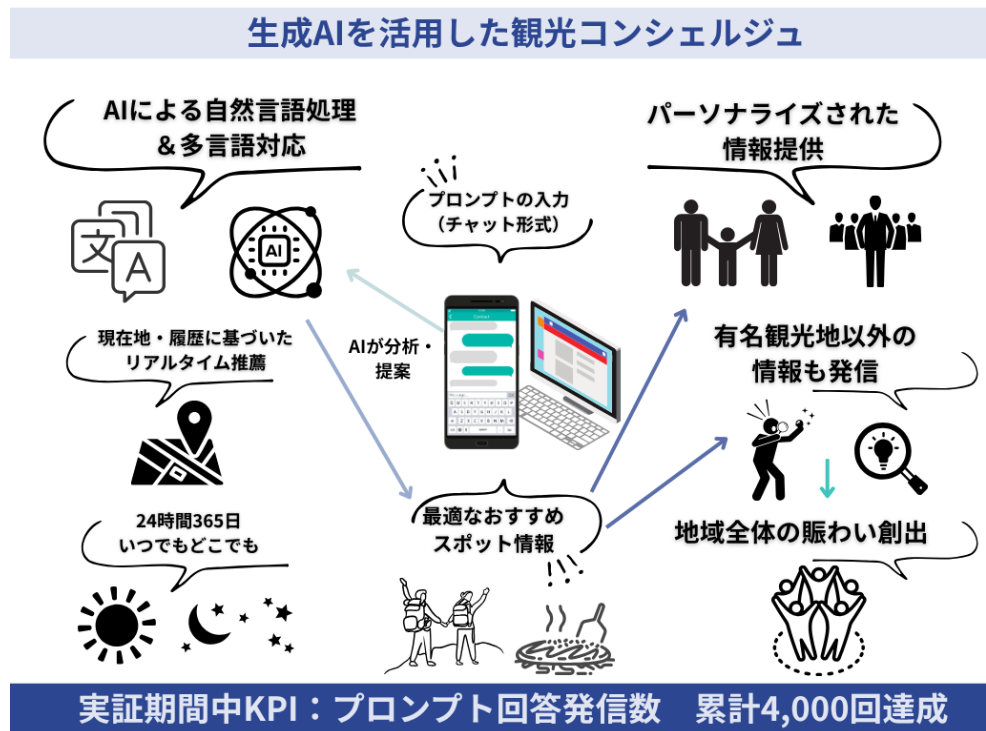 生成AIを活用した観光コンシェルジュ
AIによる自然言語処理
＆多言語対応
パーソナライズされた
情報提供
プロンプトの入力
（チャット形式）
文
A
AI
Contact
現在地・履歴に基づいた
リアルタイム推薦
AIが分析・
提案
有名観光地以外の
情報も発信
24時間365日
いつでもどこでも
最適なおすすめ
スポット情報
地域全体の賑わい創出
実証期間中KPI：プロンプト回答発信数　累計4,000回達成